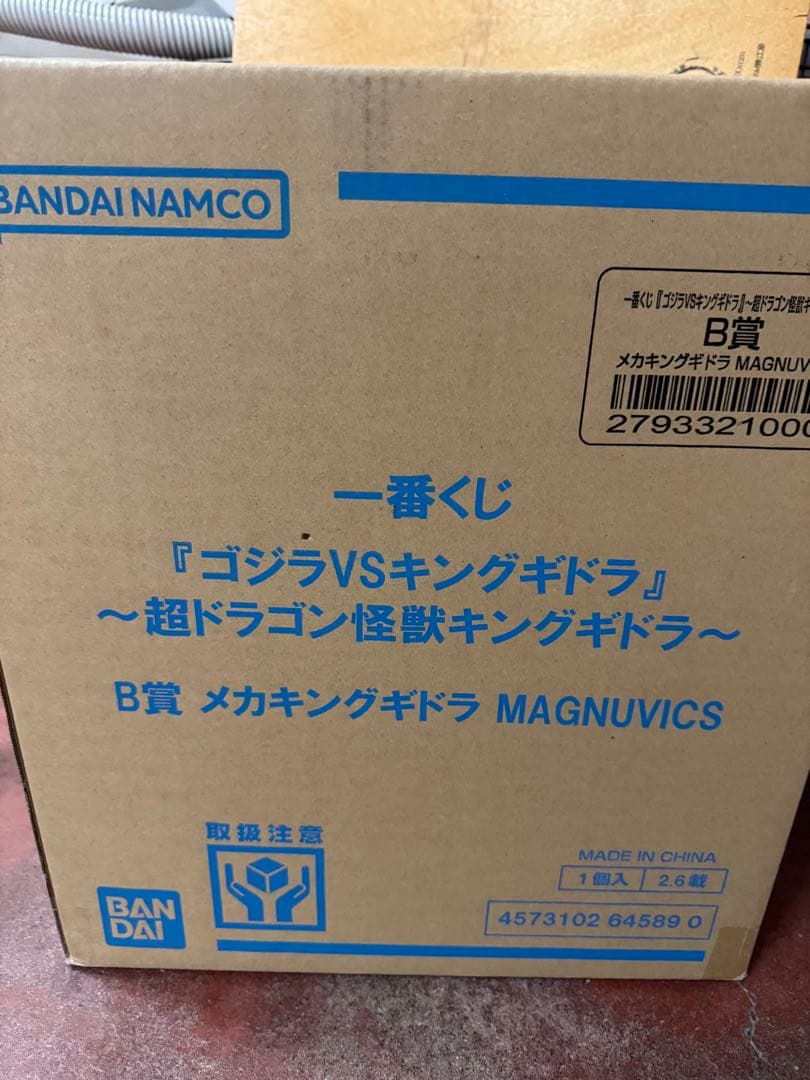 BANDAI NAMCO
一番くじ『ゴジラVSキングギドラ』~超ドラゴン怪獣キ
B賞
メカキングギドラ MAGNUV
2793321000
一番くじ
『ゴジラVSキングギドラ』
~超ドラゴン怪獣キングギドラ~
B賞 メカキングギドラ MAGNUVICS
取扱注意
MADE IN CHINA
1個入 2.6載
BAN
DAI
4573102 64589 0